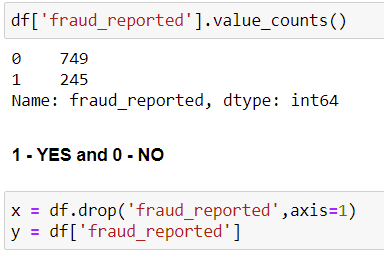 df['fraud_reported'].value_counts()
0    749
1    245
Name: fraud_reported, dtype: int64
1 - YES and 0 - NO
x = df.drop('fraud_reported',axis=1)
y = df['fraud_reported']